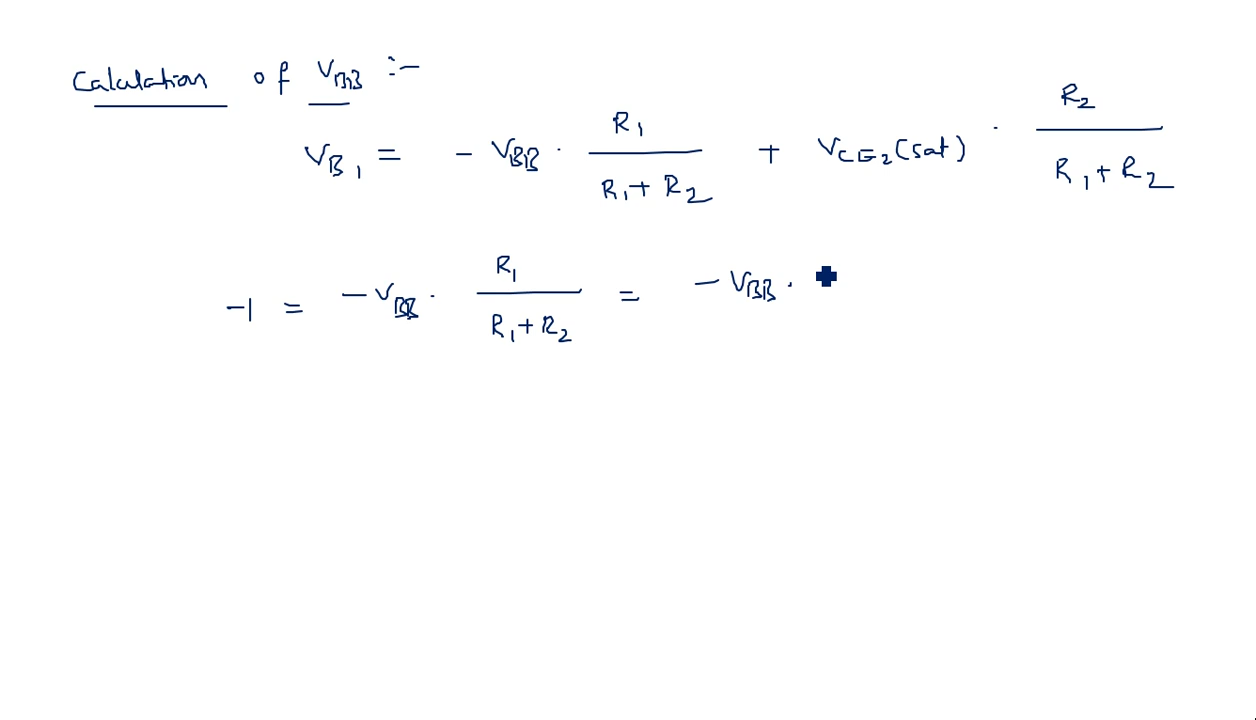 Calculation of VBB :-
VB1 = - VBB · R1/(R1+R2) + VCE2(sat) · R2/(R1+R2)
-1 = -VBB · R1/(R1+R2) = -VBB ·